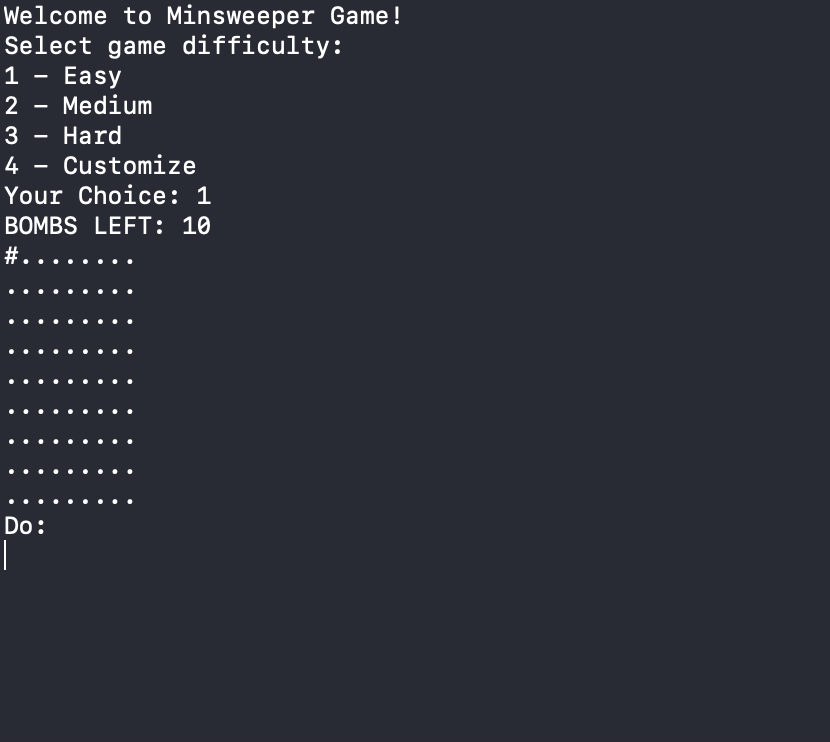 Welcome to Minsweeper Game!
Select game difficulty:
1 – Easy
2 – Medium
3 – Hard
4 – Customize
Your Choice: 1
BOMBS LEFT: 10
#........
.........
.........
.........
.........
.........
.........
.........
.........
Do: